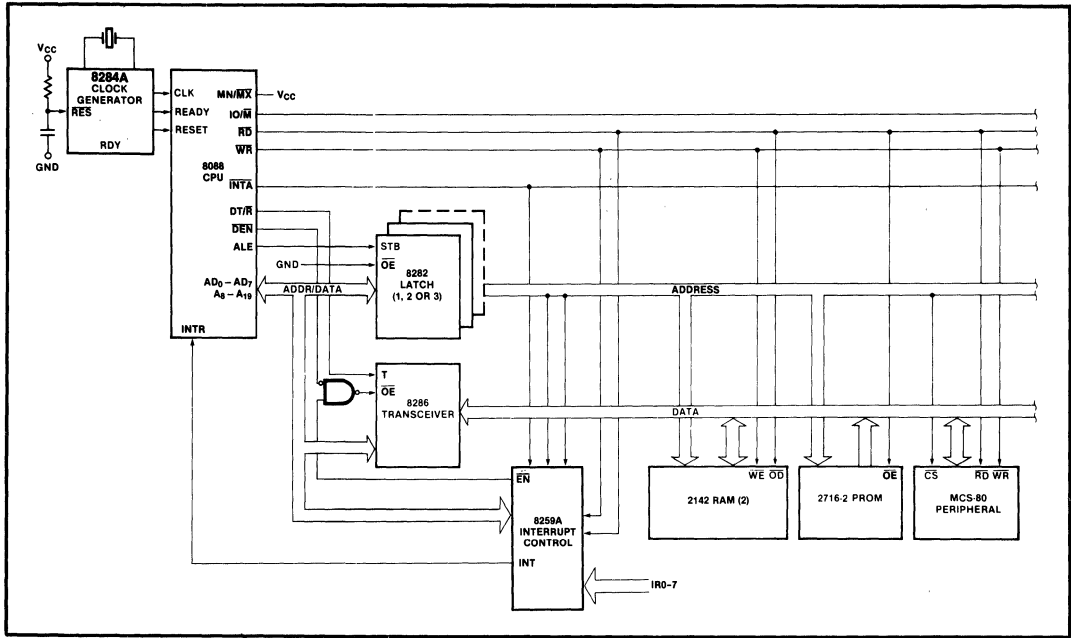 VCC
8284A
CLOCK
GENERATOR
RES
RDY
GND
CLK
READY
RESET
8088
CPU
MN/MX
VCC
IO/M
RD
WR
INTA
DT/R
DEN
ALE
AD0 – AD7
A8 – A19
INTR
GND
ADDR/DATA
STB
OE
8282
LATCH
(1, 2 OR 3)
ADDRESS
T
OE
8286
TRANSCEIVER
DATA
EN
8259A
INTERRUPT
CONTROL
INT
IR0-7
WE OD
2142 RAM (2)
OE
2716-2 PROM
CS
RD WR
MCS-80
PERIPHERAL